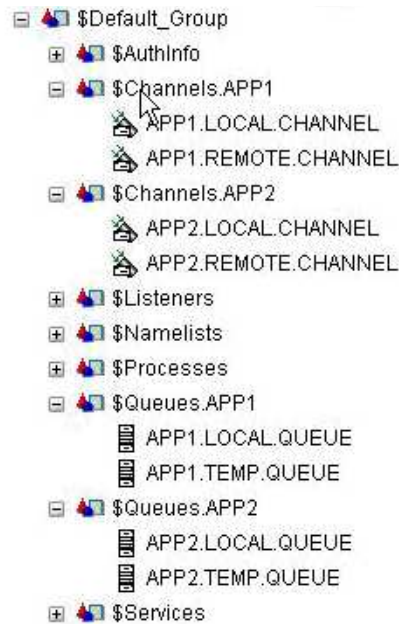 $Default_Group
$AuthInfo
$Channels.APP1
APP1.LOCAL.CHANNEL
APP1.REMOTE.CHANNEL
$Channels.APP2
APP2.LOCAL.CHANNEL
APP2.REMOTE.CHANNEL
$Listeners
$Namelists
$Processes
$Queues.APP1
APP1.LOCAL.QUEUE
APP1.TEMP.QUEUE
$Queues.APP2
APP2.LOCAL.QUEUE
APP2.TEMP.QUEUE
$Services